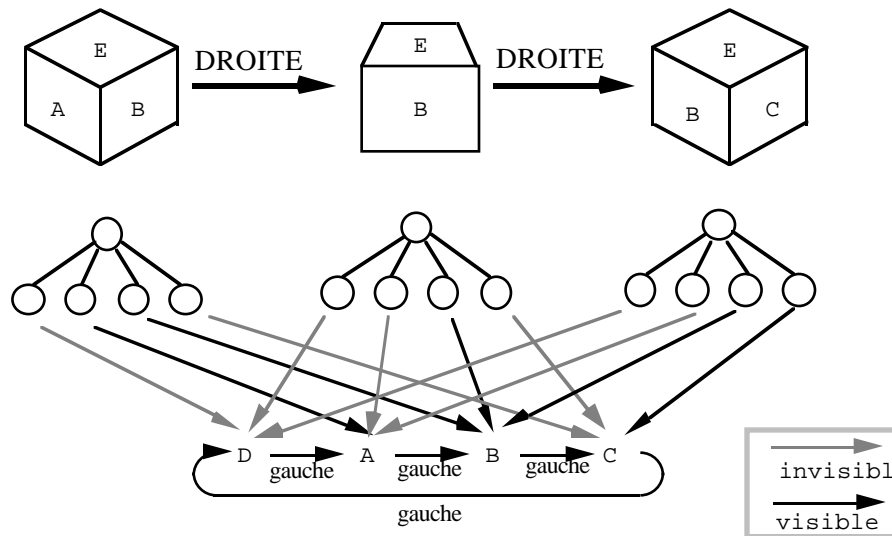 E
A B
DROITE
E
B
DROITE
E
B C
D A B C
gauche gauche gauche
gauche
invisibl
visible